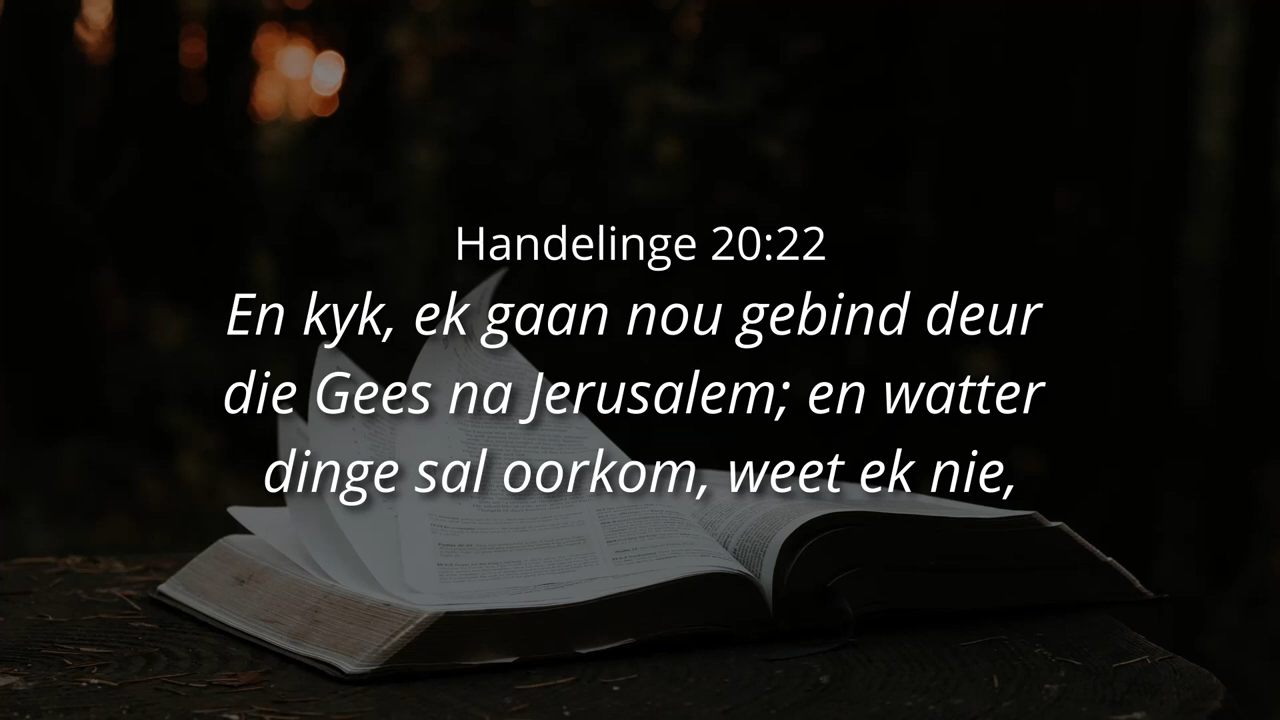 Handelinge 20:22
En kyk, ek gaan nou gebind deur
die Gees na Jerusalem; en watter
dinge sal oorkom, weet ek nie,